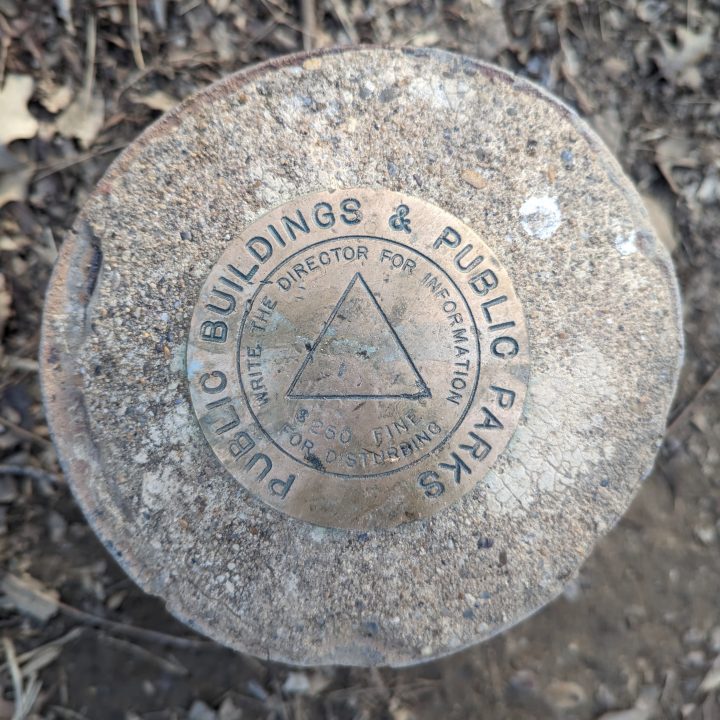 PUBLIC BUILDINGS & PUBLIC PARKS
WRITE THE DIRECTOR FOR INFORMATION
$250 FINE
FOR DISTURBING